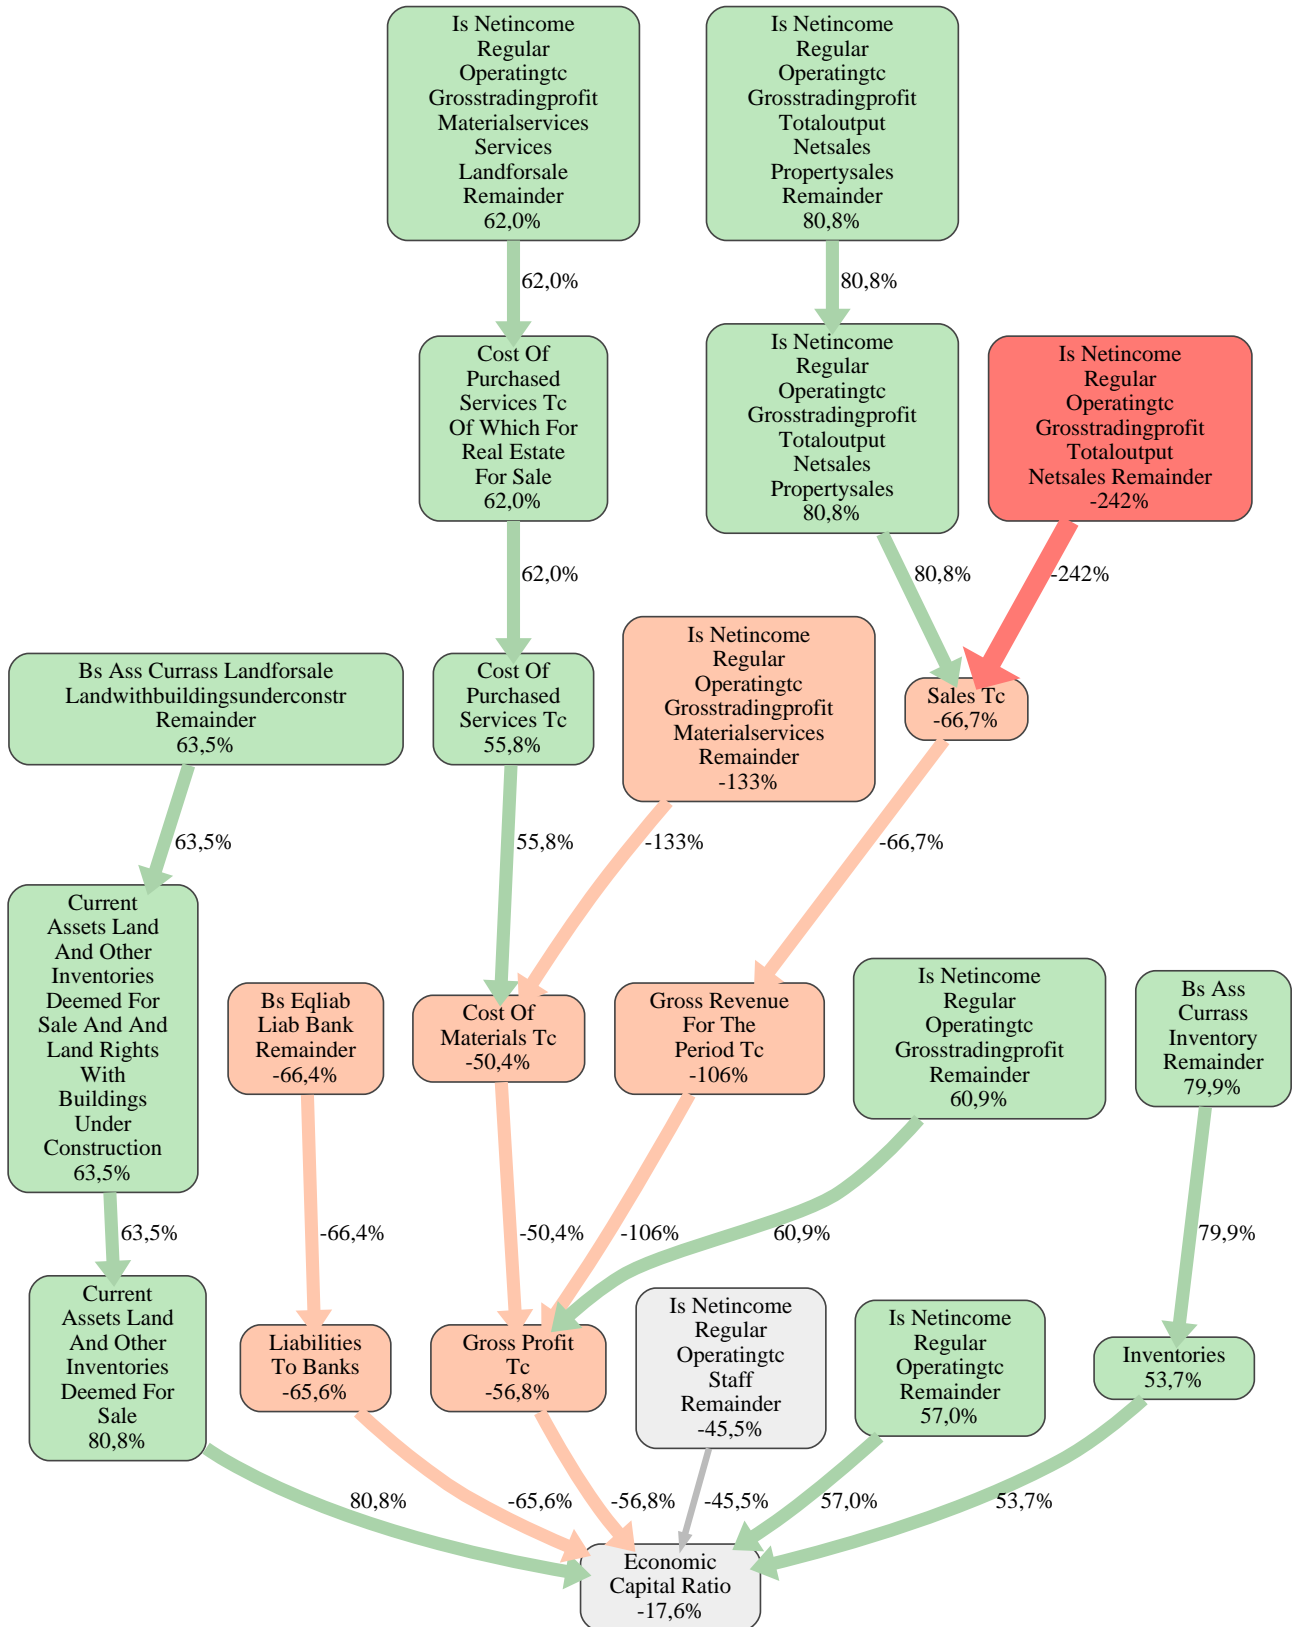 Is Netincome
Regular
Operatingtc
Grosstradingprofit
Materialservices
Services
Landforsale
Remainder
62,0%
Is Netincome
Regular
Operatingtc
Grosstradingprofit
Totaloutput
Netsales
Propertysales
Remainder
80,8%
62,0%
80,8%
Cost Of
Purchased
Services Tc
Of Which For
Real Estate
For Sale
62,0%
Is Netincome
Regular
Operatingtc
Grosstradingprofit
Totaloutput
Netsales
Propertysales
80,8%
Is Netincome
Regular
Operatingtc
Grosstradingprofit
Totaloutput
Netsales Remainder
-242%
62,0%
80,8%
-242%
Bs Ass Currass Landforsale
Landwithbuildingsunderconstr
Remainder
63,5%
Cost Of
Purchased
Services Tc
55,8%
Is Netincome
Regular
Operatingtc
Grosstradingprofit
Materialservices
Remainder
-133%
Sales Tc
-66,7%
63,5%
55,8%
-133%
-66,7%
Current
Assets Land
And Other
Inventories
Deemed For
Sale And And
Land Rights
With
Buildings
Under
Construction
63,5%
Bs Eqliab
Liab Bank
Remainder
-66,4%
Cost Of
Materials Tc
-50,4%
Gross Revenue
For The
Period Tc
-106%
Is Netincome
Regular
Operatingtc
Grosstradingprofit
Remainder
60,9%
Bs Ass
Currass
Inventory
Remainder
79,9%
63,5%
-66,4%
-50,4%
-106%
60,9%
79,9%
Current
Assets Land
And Other
Inventories
Deemed For
Sale
80,8%
Liabilities
To Banks
-65,6%
Gross Profit
Tc
-56,8%
Is Netincome
Regular
Operatingtc
Staff
Remainder
-45,5%
Is Netincome
Regular
Operatingtc
Remainder
57,0%
Inventories
53,7%
80,8%
-65,6%
-56,8%
-45,5%
57,0%
53,7%
Economic
Capital Ratio
-17,6%